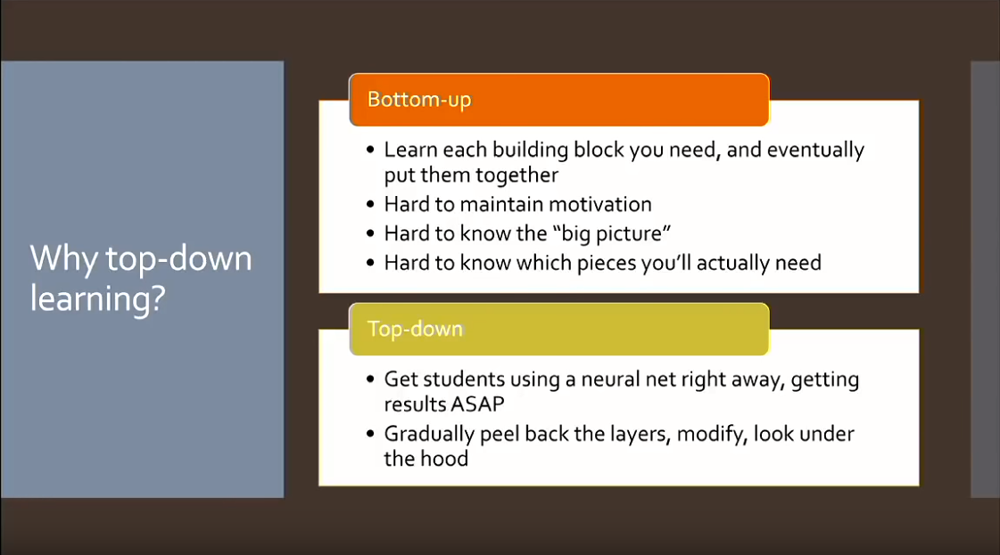 Why top-down
learning?
Bottom-up
• Learn each building block you need, and eventually
put them together
• Hard to maintain motivation
• Hard to know the “big picture”
• Hard to know which pieces you’ll actually need
Top-down
• Get students using a neural net right away, getting
results ASAP
• Gradually peel back the layers, modify, look under
the hood